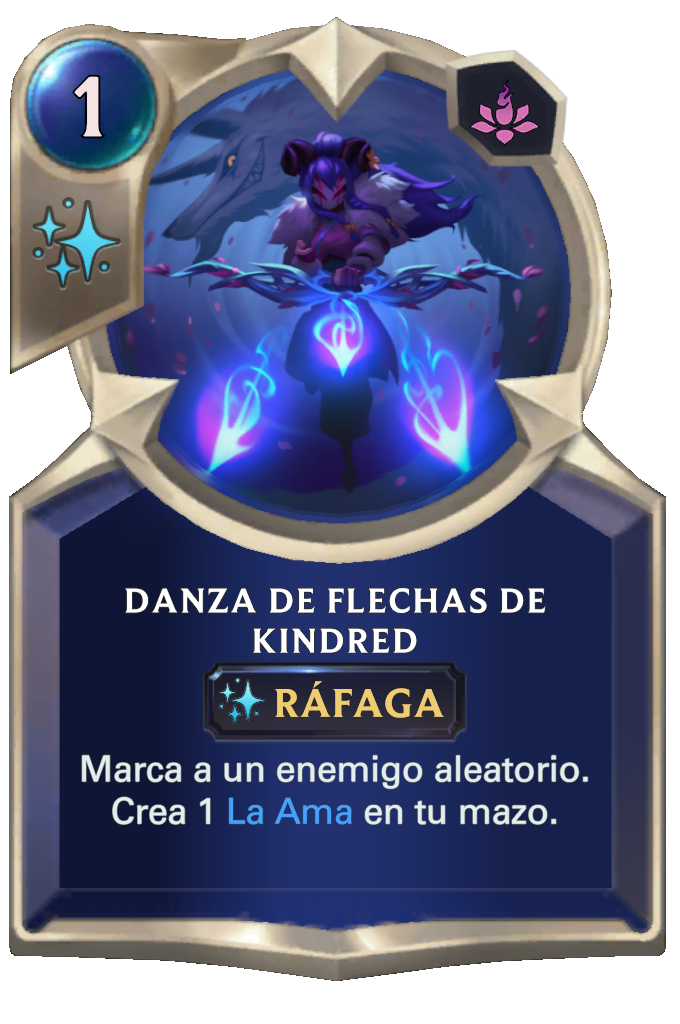 1
DANZA DE FLECHAS DE
KINDRED
RÁFAGA
Marca a un enemigo aleatorio.
Crea 1 La Ama en tu mazo.